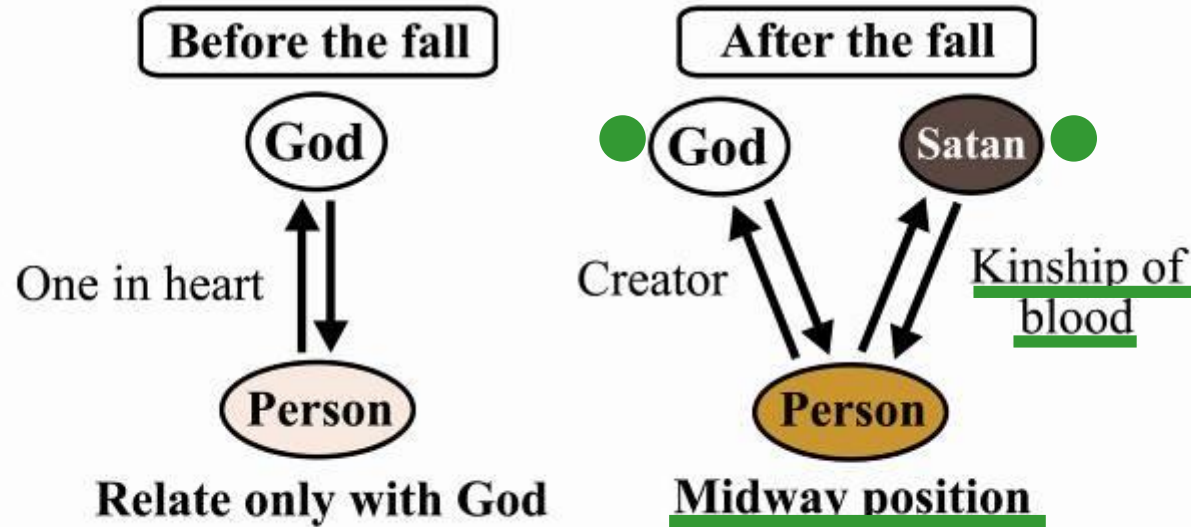 Before the fall
God
One in heart
Person
Relate only with God
After the fall
God
Satan
Creator
Kinship of
blood
Person
Midway position